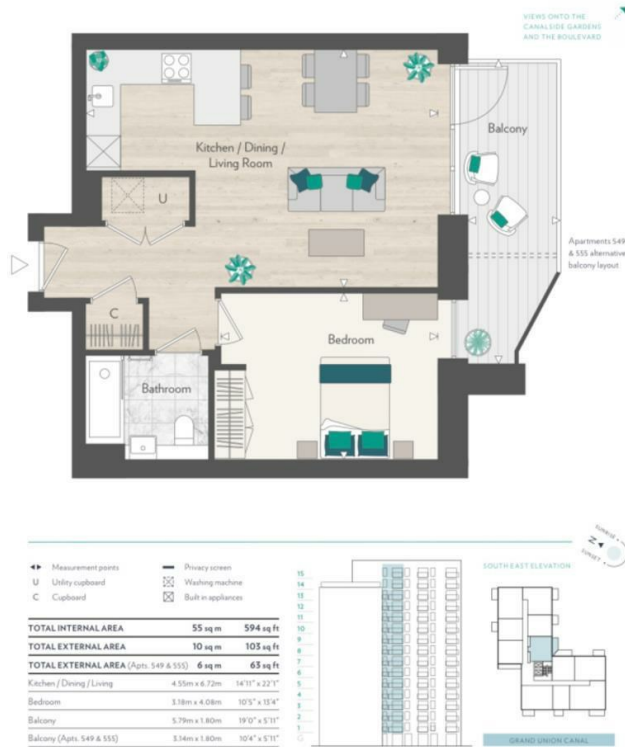 VIEWS ONTO THE
CANALSIDE GARDENS
AND THE BOULEVARD
Balcony
Kitchen / Dining /
Living Room
U
Apartments 549
& 555 alternative
balcony layout
C
Bedroom
Bathroom
SUNRISE
N
SUNSET
Measurement points
Privacy screen
U Utility cupboard
Washing machine
C Cupboard
Built in appliances
TOTAL INTERNAL AREA 55 sq m 594 sq ft
TOTAL EXTERNAL AREA 10 sq m 103 sq ft
TOTAL EXTERNAL AREA (Apts. 549 & 555) 6 sq m 63 sq ft
Kitchen / Dining / Living 4.55m x 6.72m 14'11" x 22'1"
Bedroom 3.18m x 4.08m 10'5" x 13'4"
Balcony 5.79m x 1.80m 19'0" x 5'11"
Balcony (Apts. 549 & 555) 3.14m x 1.80m 10'4" x 5'11"
15
14
13
12
11
10
9
8
7
6
5
4
3
2
1
G
SOUTH EAST ELEVATION
GRAND UNION CANAL